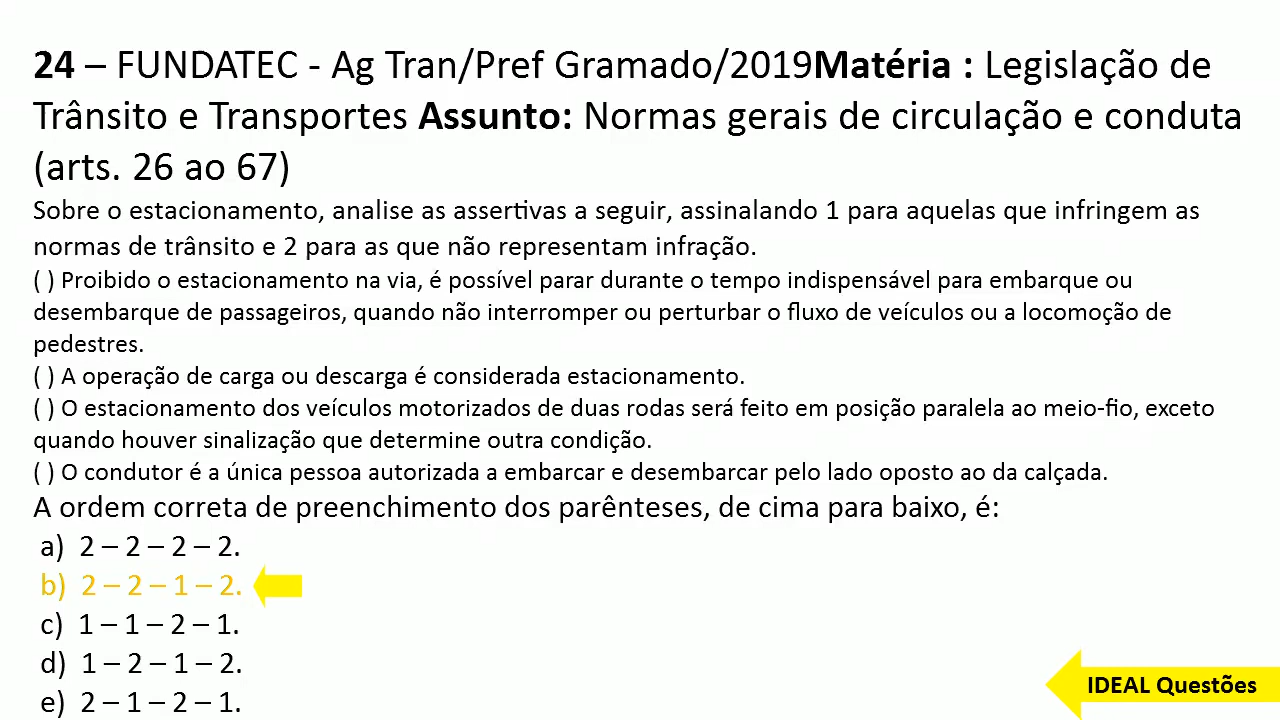 24 – FUNDATEC - Ag Tran/Pref Gramado/2019Matéria : Legislação de
Trânsito e Transportes Assunto: Normas gerais de circulação e conduta
(arts. 26 ao 67)
Sobre o estacionamento, analise as assertivas a seguir, assinalando 1 para aquelas que infringem as
normas de trânsito e 2 para as que não representam infração.
( ) Proibido o estacionamento na via, é possível parar durante o tempo indispensável para embarque ou
desembarque de passageiros, quando não interromper ou perturbar o fluxo de veículos ou a locomoção de
pedestres.
( ) A operação de carga ou descarga é considerada estacionamento.
( ) O estacionamento dos veículos motorizados de duas rodas será feito em posição paralela ao meio-fio, exceto
quando houver sinalização que determine outra condição.
( ) O condutor é a única pessoa autorizada a embarcar e desembarcar pelo lado oposto ao da calçada.
A ordem correta de preenchimento dos parênteses, de cima para baixo, é:
a) 2 – 2 – 2 – 2.
b) 2 – 2 – 1 – 2.
c) 1 – 1 – 2 – 1.
d) 1 – 2 – 1 – 2.
e) 2 – 1 – 2 – 1.
IDEAL Questões